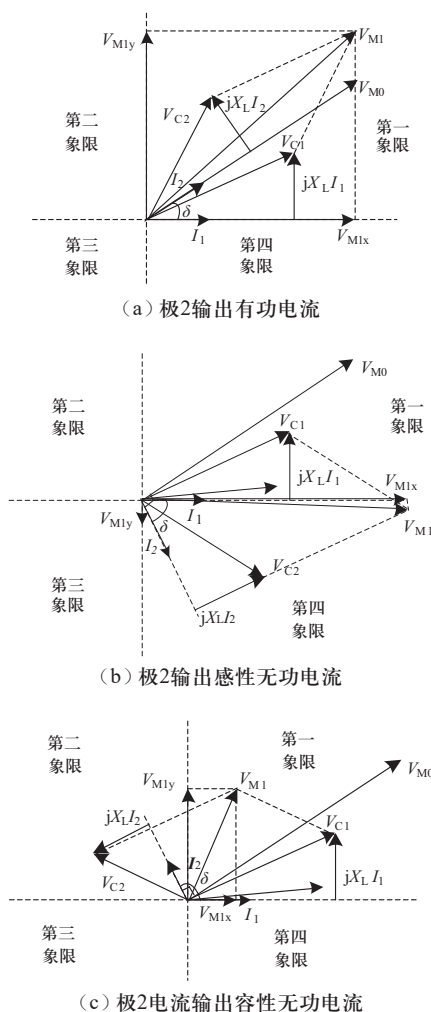 V_M1y
V_M1
V_M0
jX_L I_2
V_C2
第二
象限
第一
象限
V_C1
I_2
jX_L I_1
δ
I_1
V_M1x
第三
象限
第四
象限
（a）极2输出有功电流
V_M0
第二
象限
第一
象限
V_C1
jX_L I_1
V_M1x
V_M1y
I_1
V_M1
δ
I_2
V_C2
第三
象限
jX_L I_2
第四
象限
（b）极2输出感性无功电流
第二
象限
第一
象限
V_M1y
V_M1
V_M0
jX_L I_2
V_C1
I_2
V_C2
δ
jX_L I_1
V_M1x
I_1
第三
象限
第四
象限
（c）极2电流输出容性无功电流